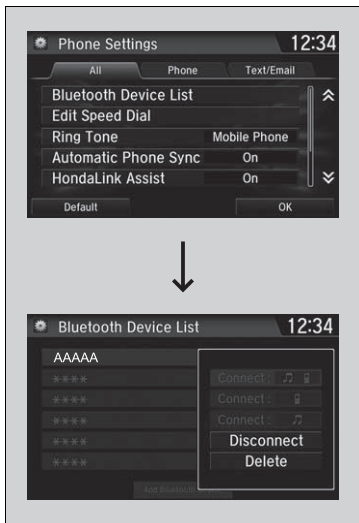 Phone Settings 12:34
All Phone Text/Email
Bluetooth Device List
Edit Speed Dial
Ring Tone Mobile Phone
Automatic Phone Sync On
HondaLink Assist On
Default OK
Bluetooth Device List 12:34
AAAAA
**** Connect :
**** Connect :
**** Connect :
**** Disconnect
**** Delete
Add Bluetooth